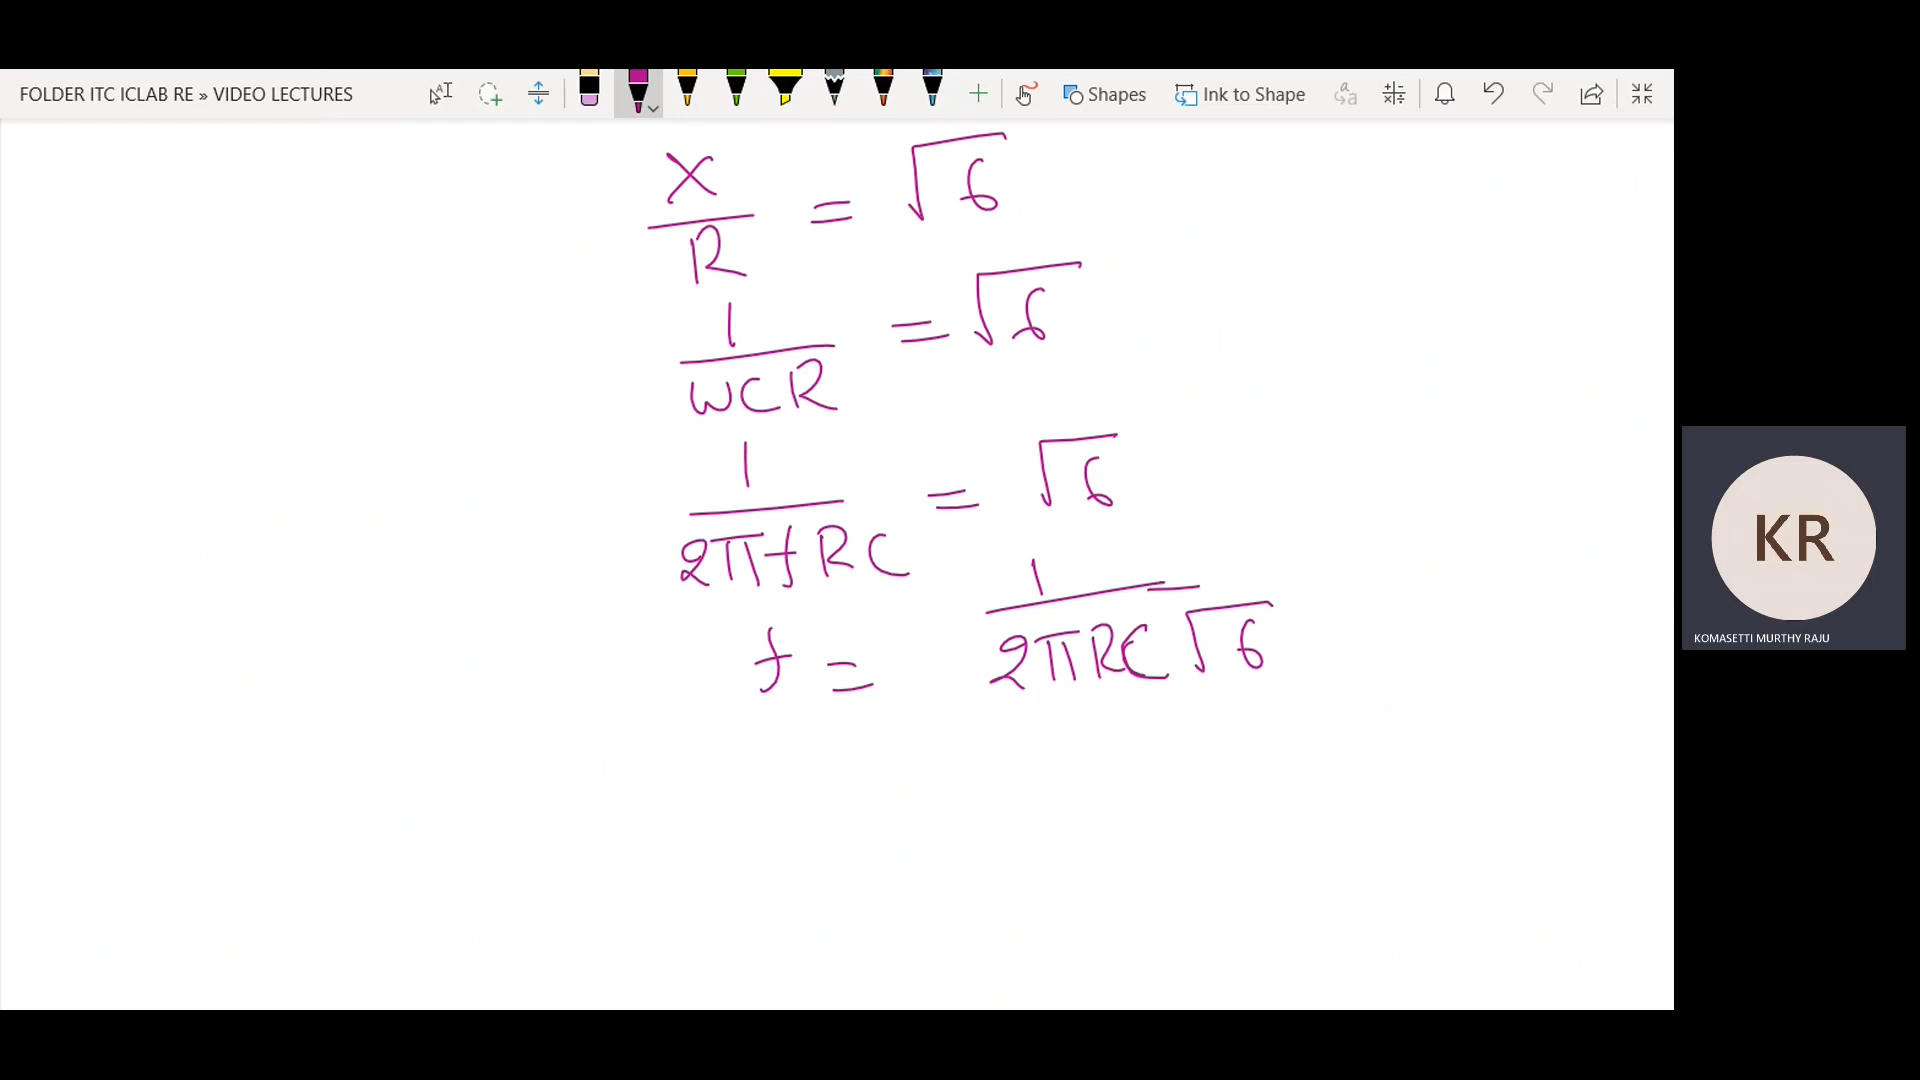 FOLDER ITC ICLAB RE » VIDEO LECTURES
Shapes
Ink to Shape
X/R = √6
1/WCR = √6
1/2πfRC = √6
f = 1/2πRC√6
KR
KOMASETTI MURTHY RAJU